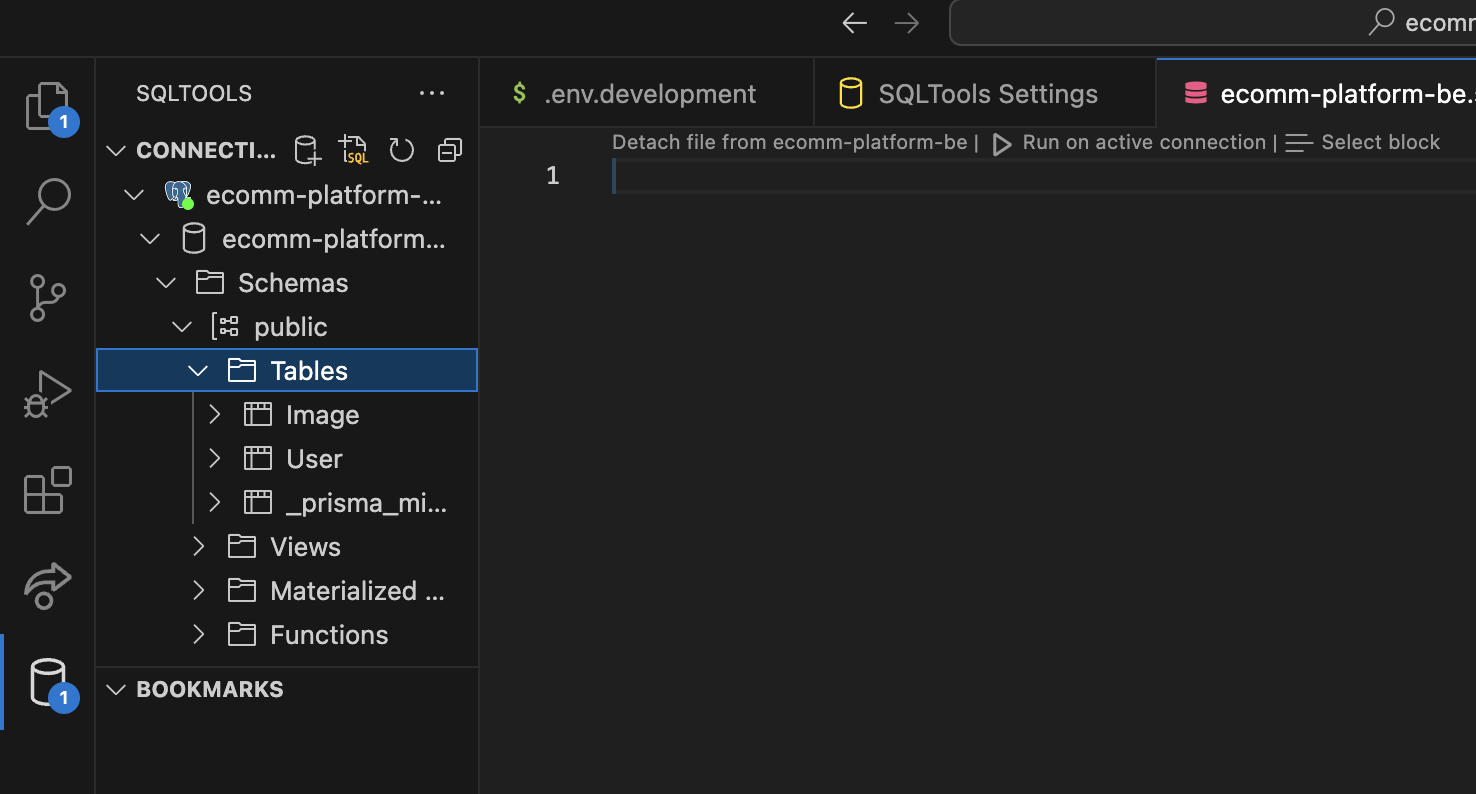 ecomm
SQLTOOLS
$ .env.development
SQLTools Settings
ecomm-platform-be.s
CONNECTI...
SQL
Detach file from ecomm-platform-be | Run on active connection | Select block
1
1
ecomm-platform-...
ecomm-platform...
Schemas
public
Tables
Image
User
_prisma_mi...
Views
Materialized ...
Functions
BOOKMARKS
1